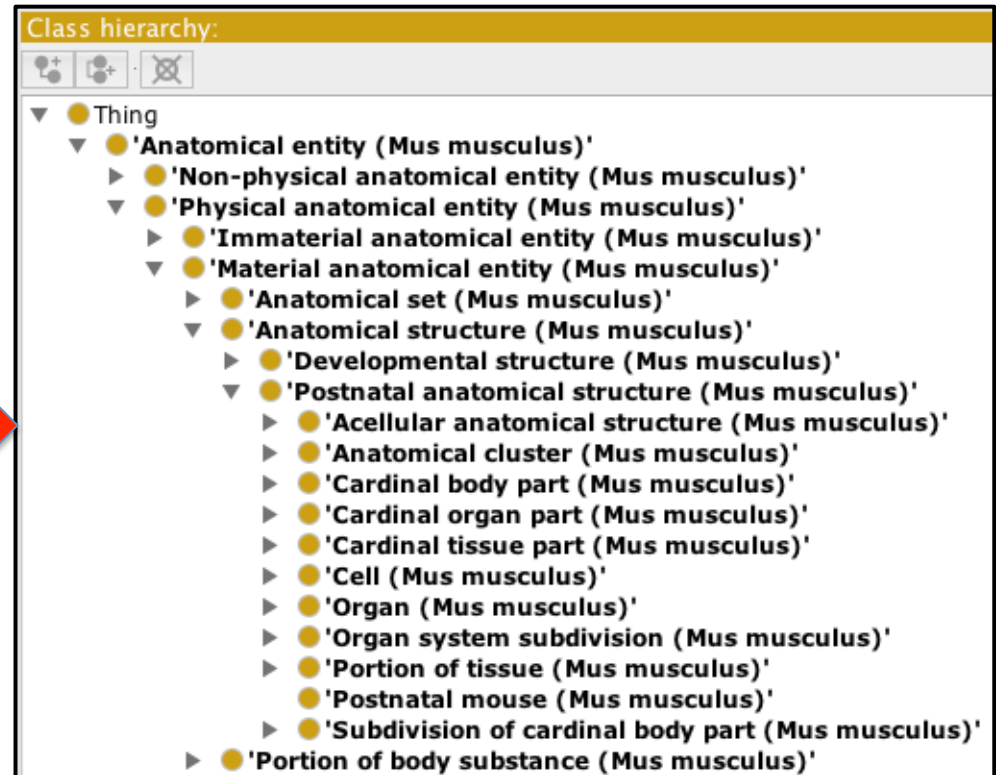 Class hierarchy:
Thing
'Anatomical entity (Mus musculus)'
'Non-physical anatomical entity (Mus musculus)'
'Physical anatomical entity (Mus musculus)'
'Immaterial anatomical entity (Mus musculus)'
'Material anatomical entity (Mus musculus)'
'Anatomical set (Mus musculus)'
'Anatomical structure (Mus musculus)'
'Developmental structure (Mus musculus)'
'Postnatal anatomical structure (Mus musculus)'
'Acellular anatomical structure (Mus musculus)'
'Anatomical cluster (Mus musculus)'
'Cardinal body part (Mus musculus)'
'Cardinal organ part (Mus musculus)'
'Cardinal tissue part (Mus musculus)'
'Cell (Mus musculus)'
'Organ (Mus musculus)'
'Organ system subdivision (Mus musculus)'
'Portion of tissue (Mus musculus)'
'Postnatal mouse (Mus musculus)'
'Subdivision of cardinal body part (Mus musculus)'
'Portion of body substance (Mus musculus)'